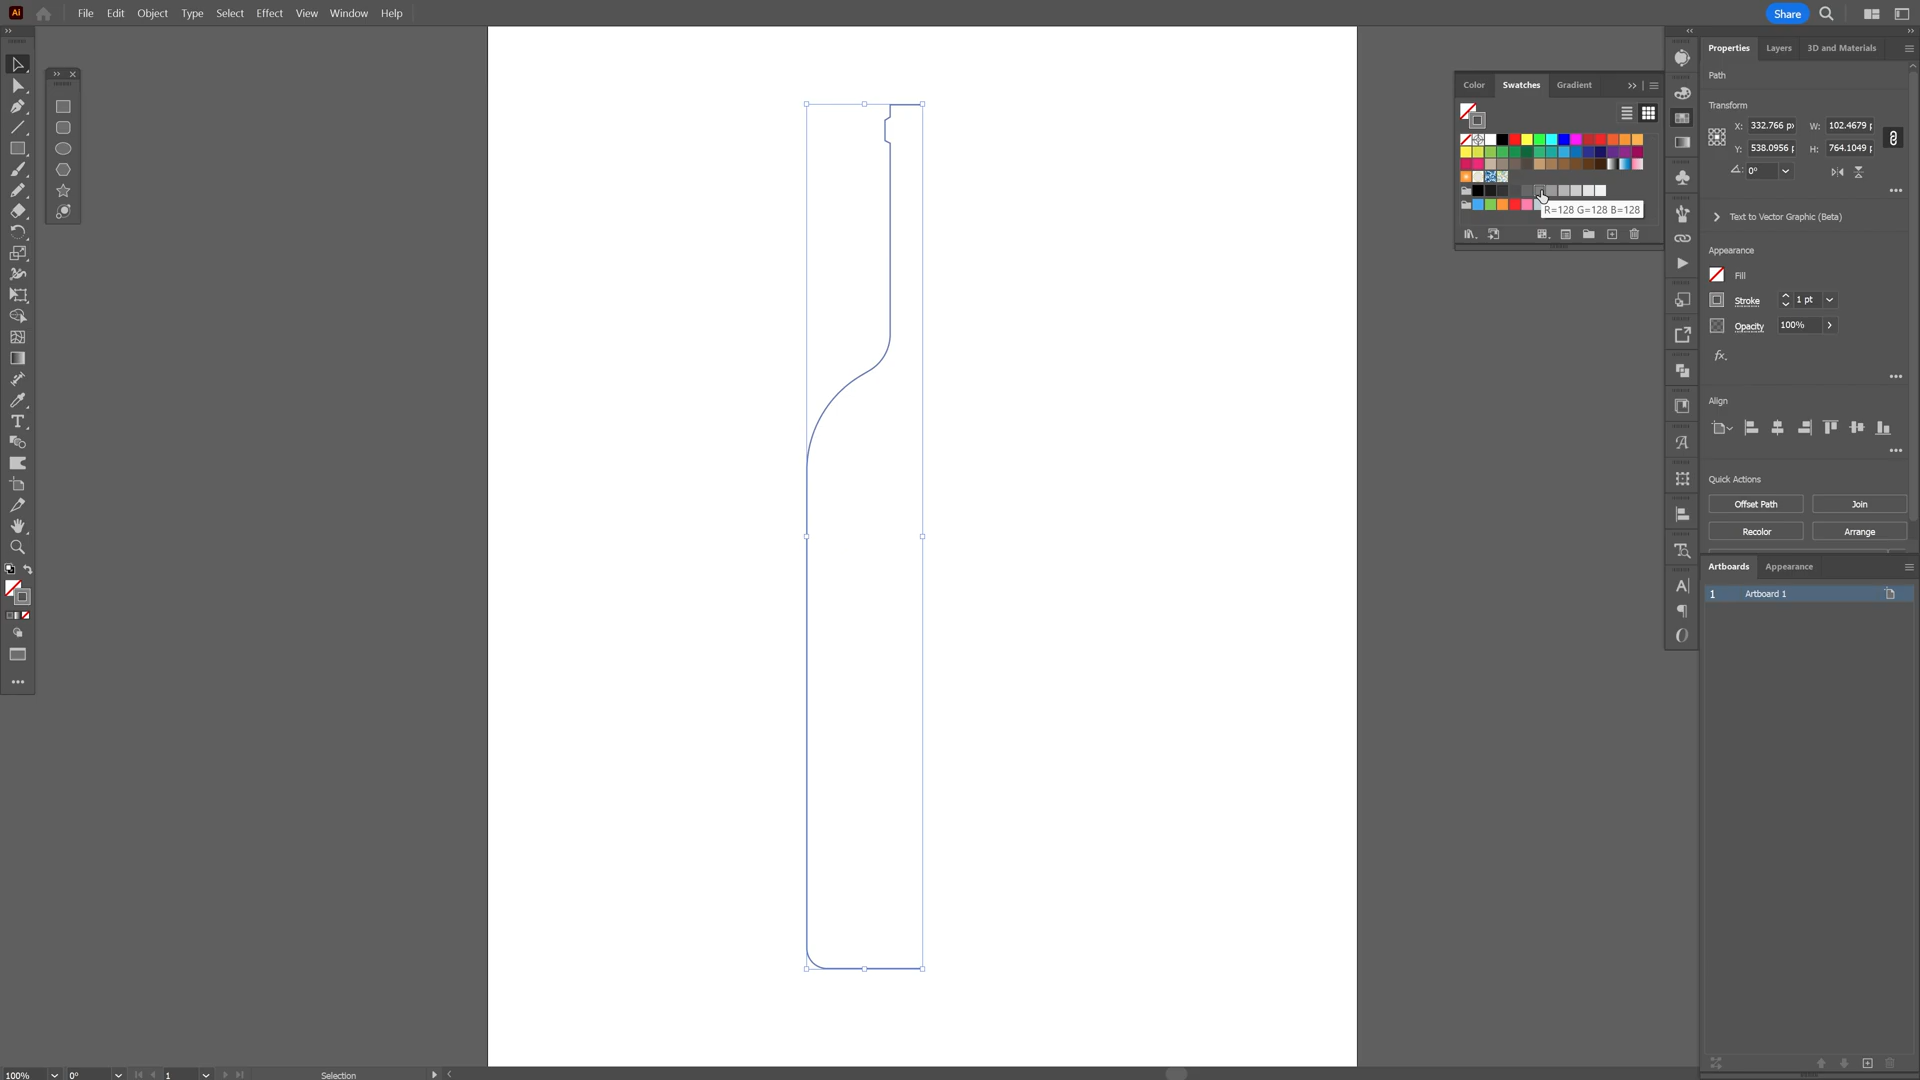 Ai File Edit Object Type Select Effect View Window Help Share
Properties Layers 3D and Materials
Path
Color Swatches Gradient
Transform
X: 332.766 p W: 102.4679 p
Y: 538.0956 p H: 764.1049 p
0°
R=128 G=128 B=128
Text to Vector Graphic (Beta)
Appearance
Fill
Stroke 1 pt
Opacity 100%
fx.
Align
Quick Actions
Offset Path Join
Recolor Arrange
Artboards Appearance
1 Artboard 1
100% 0° 1 Selection